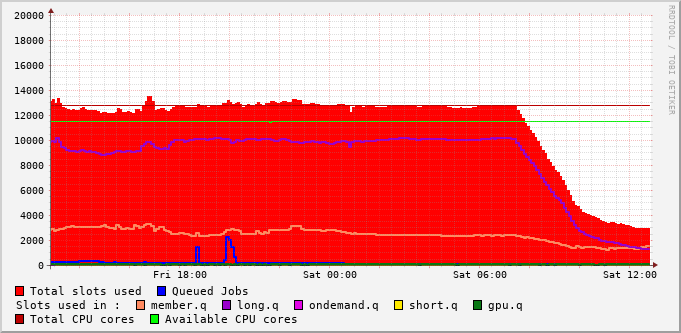 RRDTOOL / TOBI OETIKER
20000
18000
16000
14000
12000
10000
8000
6000
4000
2000
0
Fri 18:00 Sat 00:00 Sat 06:00 Sat 12:00
Total slots used Queued Jobs
Slots used in : member.q long.q ondemand.q short.q gpu.q
Total CPU cores Available CPU cores